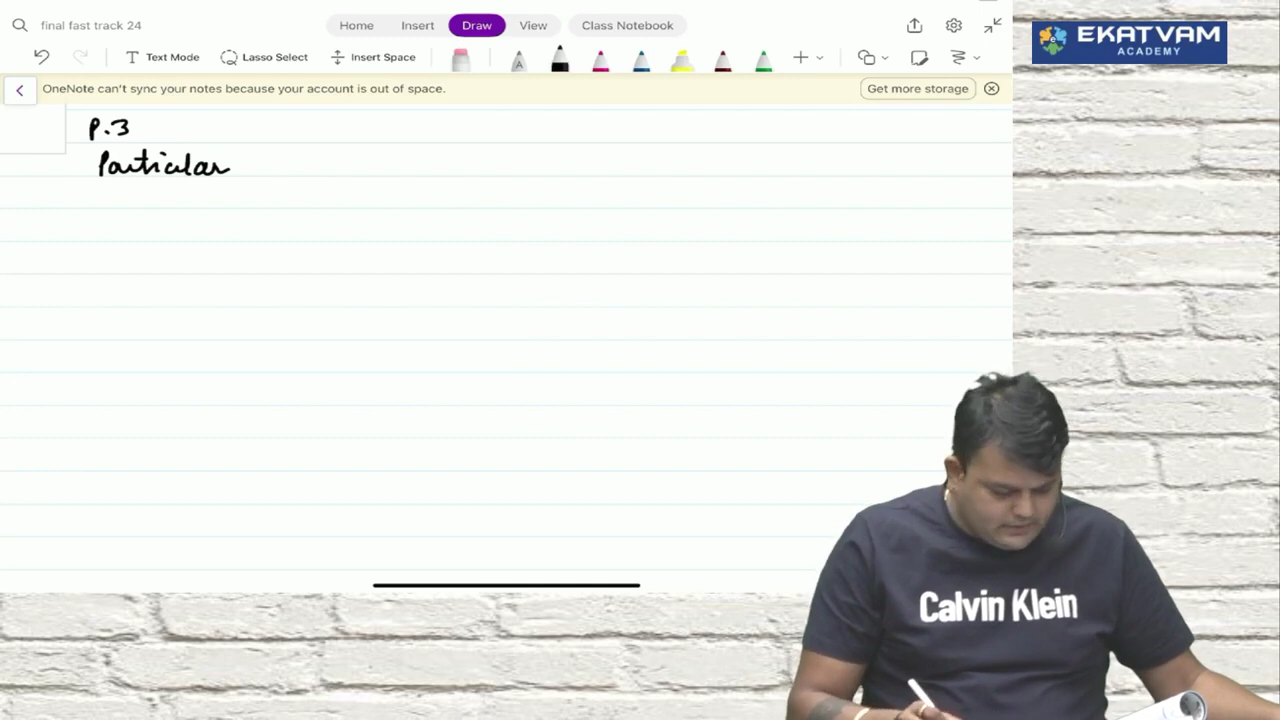 final fast track 24
Home Insert Draw View Class Notebook
Text Mode Lasso Select Insert Space
OneNote can't sync your notes because your account is out of space. Get more storage
P.3
Particular
EKATVAM
ACADEMY
Calvin Klein